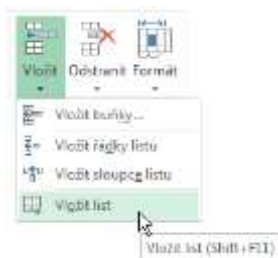 Vložit Odstranit Formát
Vložit buňky...
Vložit řádky listu
Vložit sloupce listu
Vložit list
Vložit list (Shift+F11)